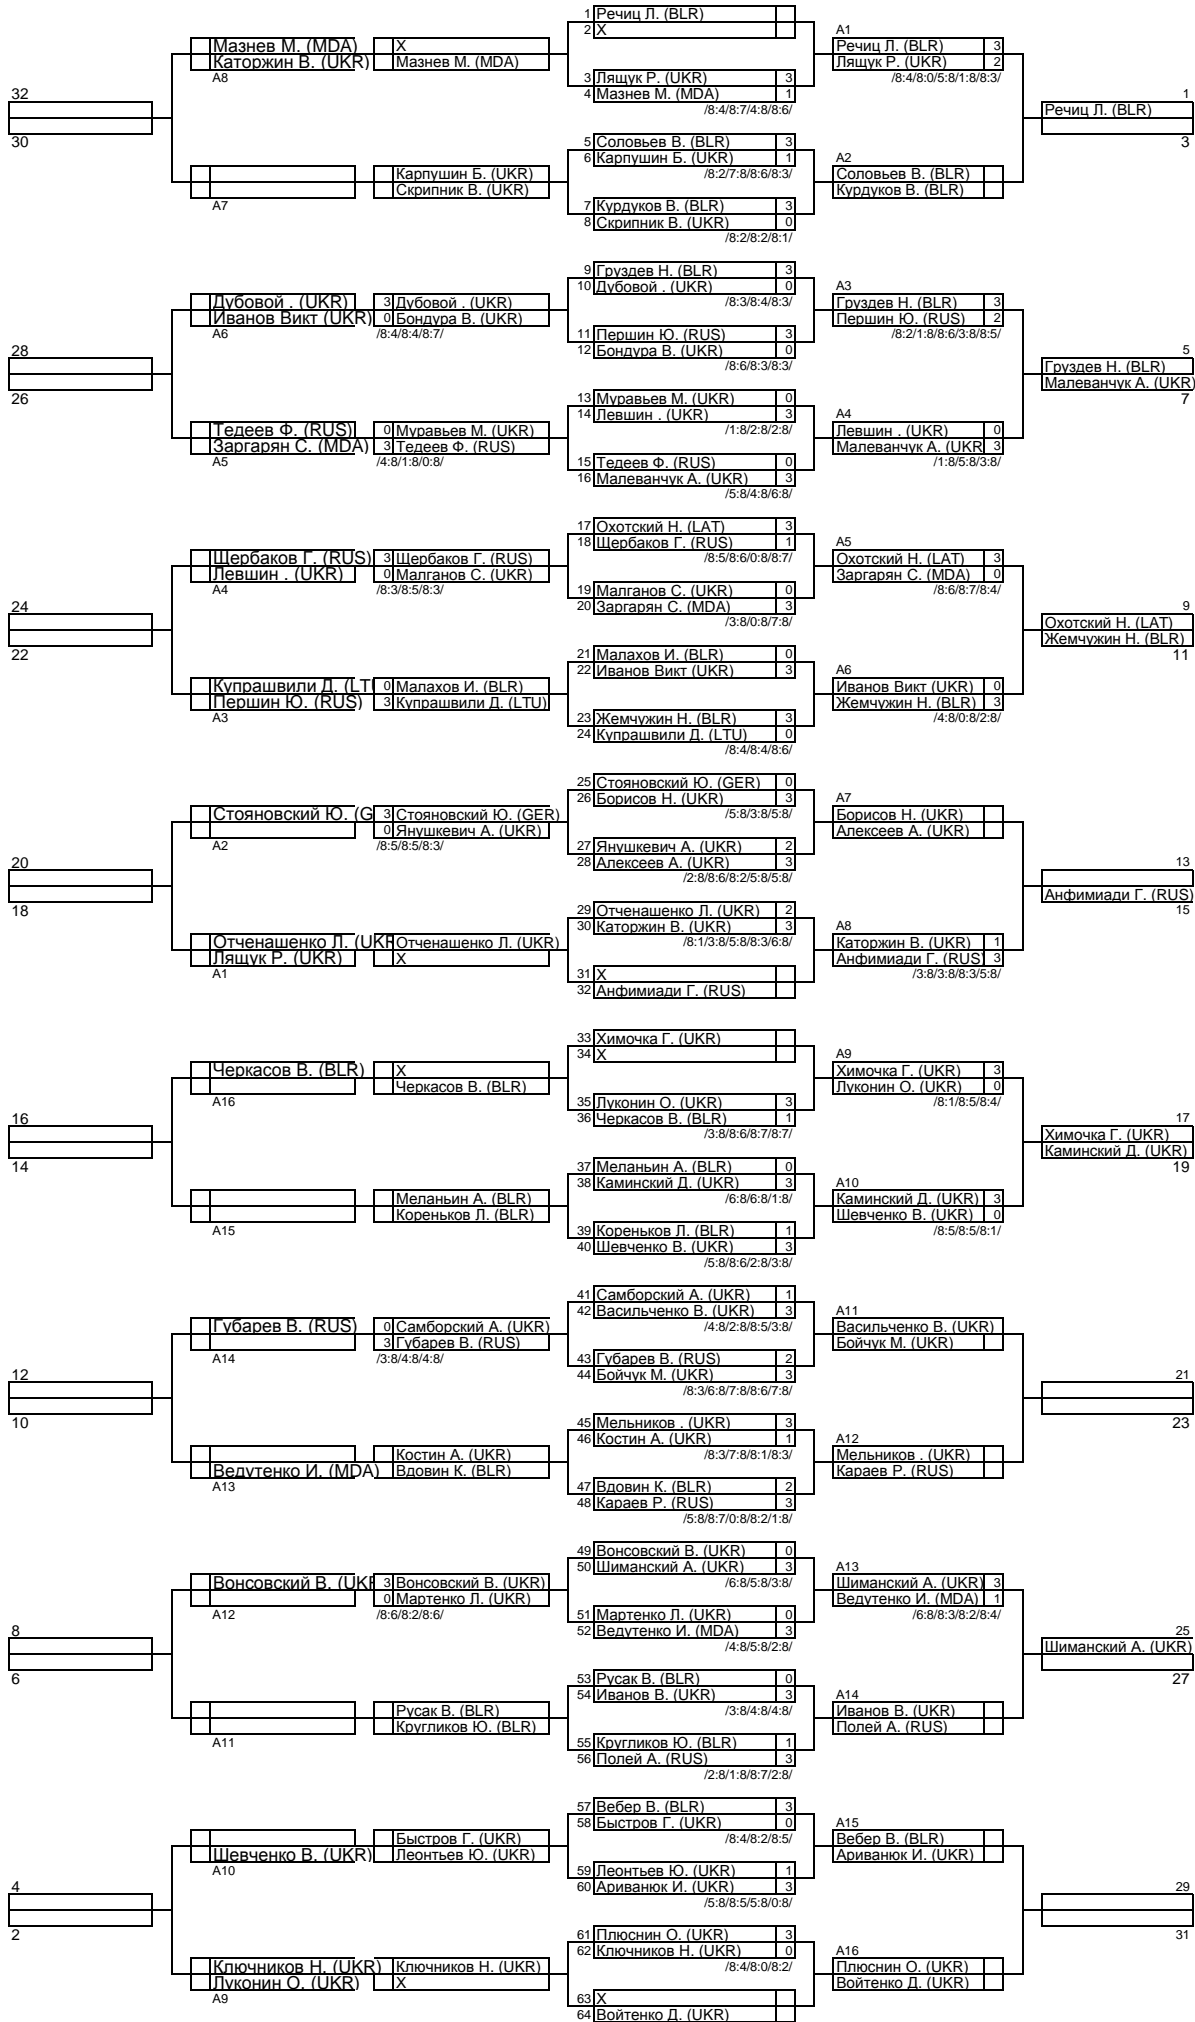 1 Речиц Л. (BLR)
2 X
A1
Мазнев М. (MDA) X Речиц Л. (BLR) 3
Каторжин В. (UKR) Мазнев М. (MDA) Лящук Р. (UKR) 2
A8 3 Лящук Р. (UKR) 3 /8:4/8:0/5:8/1:8/8:3/
4 Мазнев М. (MDA) 1
32 /8:4/8:7/4:8/8:6/ 1
Речиц Л. (BLR)
30 3
5 Соловьев В. (BLR) 3
6 Карпушин Б. (UKR) 1 A2
Карпушин Б. (UKR) /8:2/7:8/8:6/8:3/ Соловьев В. (BLR)
Скрипник В. (UKR) Курдуков В. (BLR)
A7 7 Курдуков В. (BLR) 3
8 Скрипник В. (UKR) 0
/8:2/8:2/8:1/
9 Груздев Н. (BLR) 3
10 Дубовой . (UKR) 0 A3
Дубовой . (UKR) 3 Дубовой . (UKR) /8:3/8:4/8:3/ Груздев Н. (BLR) 3
Иванов Викт (UKR) 0 Бондура В. (UKR) Першин Ю. (RUS) 2
A6 /8:4/8:4/8:7/ 11 Першин Ю. (RUS) 3 /8:2/1:8/8:6/3:8/8:5/
12 Бондура В. (UKR) 0
28 /8:6/8:3/8:3/ 5
Груздев Н. (BLR)
Малеванчук А. (UKR)
26 7
13 Муравьев М. (UKR) 0
14 Левшин . (UKR) 3 A4
Тедеев Ф. (RUS) 0 Муравьев М. (UKR) /1:8/2:8/2:8/ Левшин . (UKR) 0
Заргарян С. (MDA) 3 Тедеев Ф. (RUS) Малеванчук А. (UKR 3
A5 /4:8/1:8/0:8/ 15 Тедеев Ф. (RUS) 0 /1:8/5:8/3:8/
16 Малеванчук А. (UKR) 3
/5:8/4:8/6:8/
17 Охотский Н. (LAT) 3
18 Щербаков Г. (RUS) 1 A5
Щербаков Г. (RUS) 3 Щербаков Г. (RUS) /8:5/8:6/0:8/8:7/ Охотский Н. (LAT) 3
Левшин . (UKR) 0 Малганов С. (UKR) Заргарян С. (MDA) 0
A4 /8:3/8:5/8:3/ 19 Малганов С. (UKR) 0 /8:6/8:7/8:4/
20 Заргарян С. (MDA) 3
24 /3:8/0:8/7:8/ 9
Охотский Н. (LAT)
Жемчужин Н. (BLR)
22 11
21 Малахов И. (BLR) 0
22 Иванов Викт (UKR) 3 A6
Купрашвили Д. (LTU 0 Малахов И. (BLR) Иванов Викт (UKR) 0
Першин Ю. (RUS) 3 Купрашвили Д. (LTU) Жемчужин Н. (BLR) 3
A3 23 Жемчужин Н. (BLR) 3 /4:8/0:8/2:8/
24 Купрашвили Д. (LTU) 0
/8:4/8:4/8:6/
25 Стояновский Ю. (GER) 0
26 Борисов Н. (UKR) 3 A7
Стояновский Ю. (G 3 Стояновский Ю. (GER) /5:8/3:8/5:8/ Борисов Н. (UKR)
0 Янушкевич А. (UKR) Алексеев А. (UKR)
A2 /8:5/8:5/8:3/ 27 Янушкевич А. (UKR) 2
28 Алексеев А. (UKR) 3
20 /2:8/8:6/8:2/5:8/5:8/ 13
Анфимиади Г. (RUS)
18 15
29 Отченашенко Л. (UKR) 2
30 Каторжин В. (UKR) 3 A8
Отченашенко Л. (UKR Отченашенко Л. (UKR) /8:1/3:8/5:8/8:3/6:8/ Каторжин В. (UKR) 1
Лящук Р. (UKR) X Анфимиади Г. (RUS) 3
A1 31 X /3:8/3:8/8:3/5:8/
32 Анфимиади Г. (RUS)
33 Химочка Г. (UKR)
34 X A9
Черкасов В. (BLR) X Химочка Г. (UKR) 3
Черкасов В. (BLR) Луконин О. (UKR) 0
A16 35 Луконин О. (UKR) 3 /8:1/8:5/8:4/
36 Черкасов В. (BLR) 1
16 /3:8/8:6/8:7/8:7/ 17
Химочка Г. (UKR)
Каминский Д. (UKR)
14 19
37 Меланьин А. (BLR) 0
38 Каминский Д. (UKR) 3 A10
Меланьин А. (BLR) /6:8/6:8/1:8/ Каминский Д. (UKR) 3
Кореньков Л. (BLR) Шевченко В. (UKR) 0
A15 39 Кореньков Л. (BLR) 1 /8:5/8:5/8:1/
40 Шевченко В. (UKR) 3
/5:8/8:6/2:8/3:8/
41 Самборский А. (UKR) 1
42 Васильченко В. (UKR) 3 A11
Губарев В. (RUS) 0 Самборский А. (UKR) /4:8/2:8/8:5/3:8/ Васильченко В. (UKR)
3 Губарев В. (RUS) Бойчук М. (UKR)
A14 /3:8/4:8/4:8/ 43 Губарев В. (RUS) 2
44 Бойчук М. (UKR) 3
12 /8:3/6:8/7:8/8:6/7:8/ 21
10 23
45 Мельников . (UKR) 3
46 Костин А. (UKR) 1 A12
Костин А. (UKR) /8:3/7:8/8:1/8:3/ Мельников . (UKR)
Ведутенко И. (MDA) Вдовин К. (BLR) Караев Р. (RUS)
A13 47 Вдовин К. (BLR) 2
48 Караев Р. (RUS) 3
/5:8/8:7/0:8/8:2/1:8/
49 Вонсовский В. (UKR) 0
50 Шиманский А. (UKR) 3 A13
Вонсовский В. (UKR 3 Вонсовский В. (UKR) /6:8/5:8/3:8/ Шиманский А. (UKR) 3
0 Мартенко Л. (UKR) Ведутенко И. (MDA) 1
A12 /8:6/8:2/8:6/ 51 Мартенко Л. (UKR) 0 /6:8/8:3/8:2/8:4/
52 Ведутенко И. (MDA) 3
8 /4:8/5:8/2:8/ 25
Шиманский А. (UKR)
6 27
53 Русак В. (BLR) 0
54 Иванов В. (UKR) 3 A14
Русак В. (BLR) /3:8/4:8/4:8/ Иванов В. (UKR)
Кругликов Ю. (BLR) Полей А. (RUS)
A11 55 Кругликов Ю. (BLR) 1
56 Полей А. (RUS) 3
/2:8/1:8/8:7/2:8/
57 Вебер В. (BLR) 3
58 Быстров Г. (UKR) 0 A15
Быстров Г. (UKR) /8:4/8:2/8:5/ Вебер В. (BLR)
Шевченко В. (UKR) Леонтьев Ю. (UKR) Ариванюк И. (UKR)
A10 59 Леонтьев Ю. (UKR) 1
60 Ариванюк И. (UKR) 3
4 /5:8/8:5/5:8/0:8/ 29
2 31
61 Плюснин О. (UKR) 3
62 Ключников Н. (UKR) 0 A16
Ключников Н. (UKR) Ключников Н. (UKR) /8:4/8:0/8:2/ Плюснин О. (UKR)
Луконин О. (UKR) X Войтенко Д. (UKR)
A9 63 X
64 Войтенко Д. (UKR)